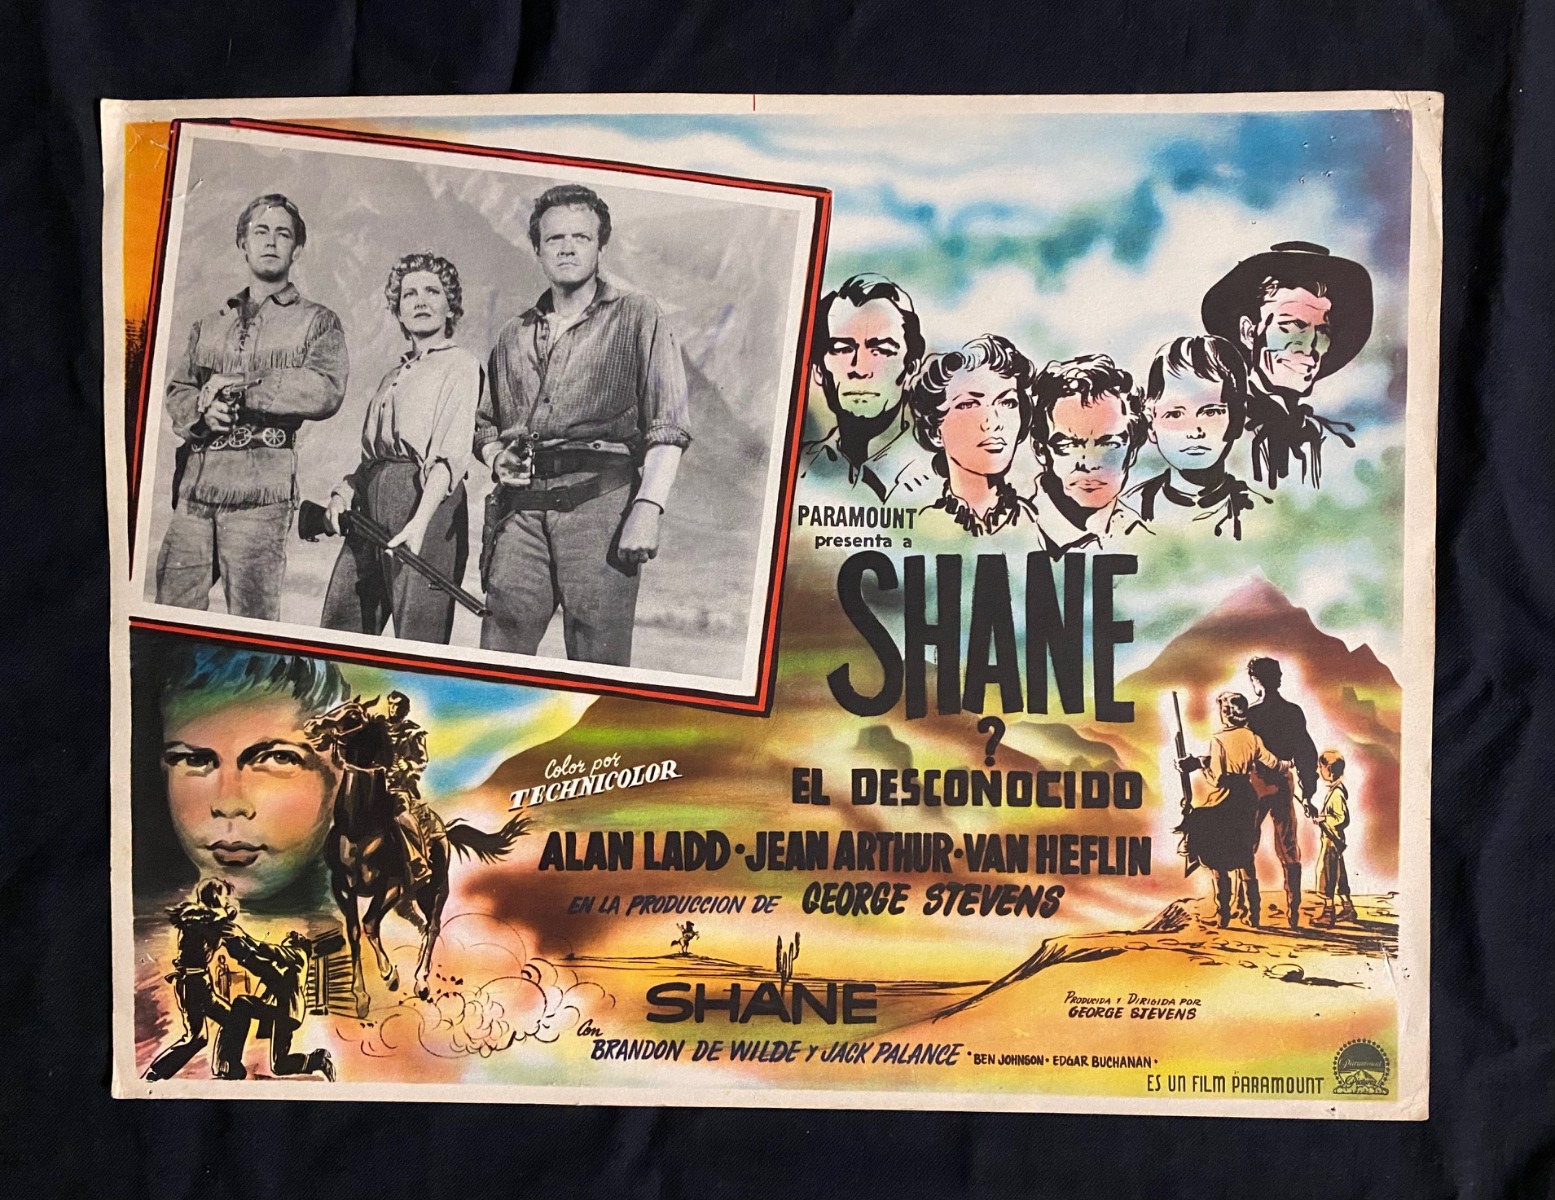 PARAMOUNT
presenta a
SHANE
?
EL DESCONOCIDO
Color por
TECHNICOLOR
ALAN LADD · JEAN ARTHUR · VAN HEFLIN
EN LA PRODUCCION DE GEORGE STEVENS
SHANE
Con
BRANDON DE WILDE Y JACK PALANCE · BEN JOHNSON · EDGAR BUCHANAN ·
PRODUCIDA Y DIRIGIDA POR
GEORGE STEVENS
ES UN FILM PARAMOUNT
Paramount